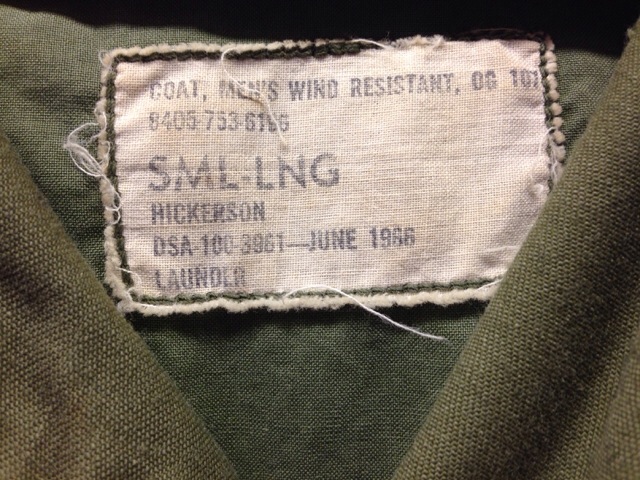 COAT, MEN'S WIND RESISTANT, OG 107
8405-753-6166
SML-LNG
HICKERSON
DSA-100-3961—JUNE 1966
LAUNDER